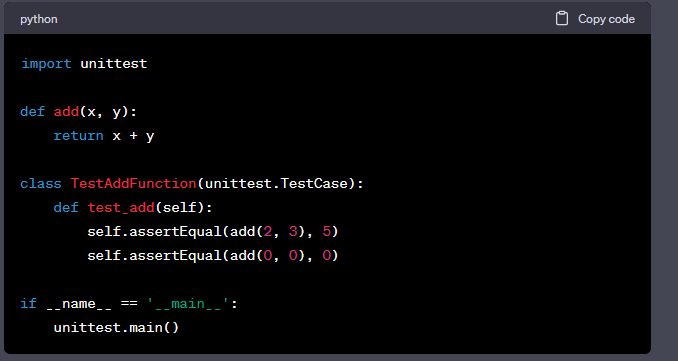 python
Copy code
import unittest
def add(x, y):
    return x + y
class TestAddFunction(unittest.TestCase):
    def test_add(self):
        self.assertEqual(add(2, 3), 5)
        self.assertEqual(add(0, 0), 0)
if __name__ == '__main__':
    unittest.main()